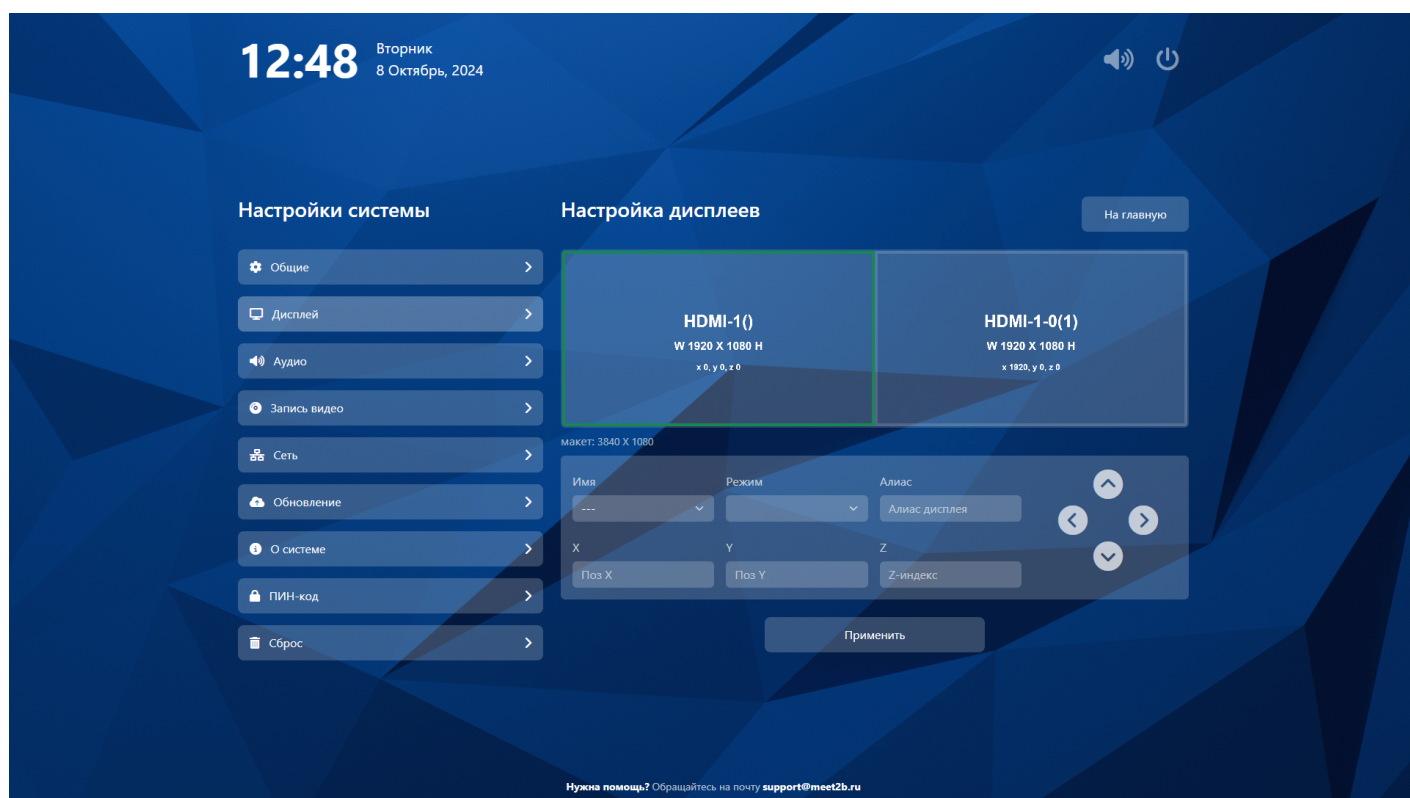 12:48
Вторник
8 Октябрь, 2024
Настройки системы
Общие
Дисплей
Аудио
Запись видео
Сеть
Обновление
О системе
ПИН-код
Сброс
Настройка дисплеев
На главную
HDMI-1()
W 1920 X 1080 H
x 0, y 0, z 0
HDMI-1-0(1)
W 1920 X 1080 H
x 1920, y 0, z 0
макет: 3840 X 1080
Имя Режим Алиас
--- Алиас дисплея
X Y Z
Поз X Поз Y Z-индекс
Применить
Нужна помощь? Обращайтесь на почту support@meet2b.ru